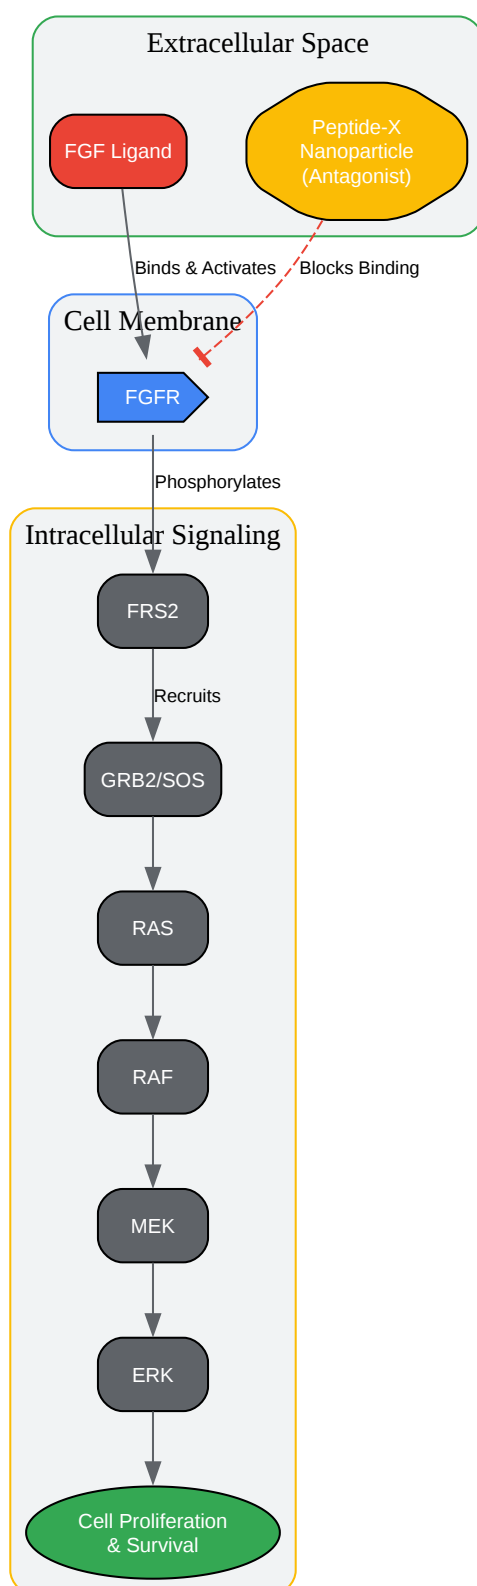 Extracellular Space
FGF Ligand
Peptide-X
Nanoparticle
(Antagonist)
Binds & Activates
Blocks Binding
Cell Membrane
FGFR
Phosphorylates
Intracellular Signaling
FRS2
Recruits
GRB2/SOS
RAS
RAF
MEK
ERK
Cell Proliferation
& Survival